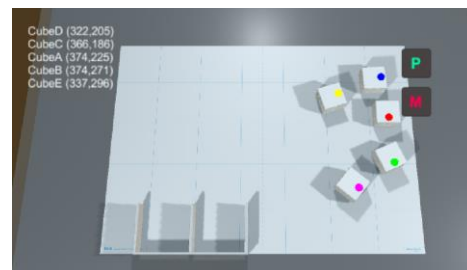 CubeD (322,205)
CubeC (366,186)
CubeA (374,225)
CubeB (374,271)
CubeE (337,296)
P
M